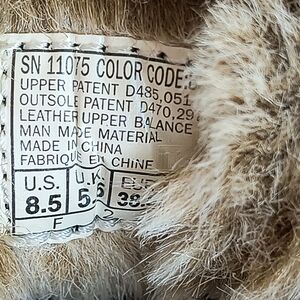 SN 11075 COLOR CODE:
UPPER PATENT D485,051
OUTSOLE PATENT D470,29
LEATHER UPPER BALANCE
MAN MADE MATERIAL
MADE IN CHINA
FABRIQUE EN CHINE
U.S. U.K.
8.5
F